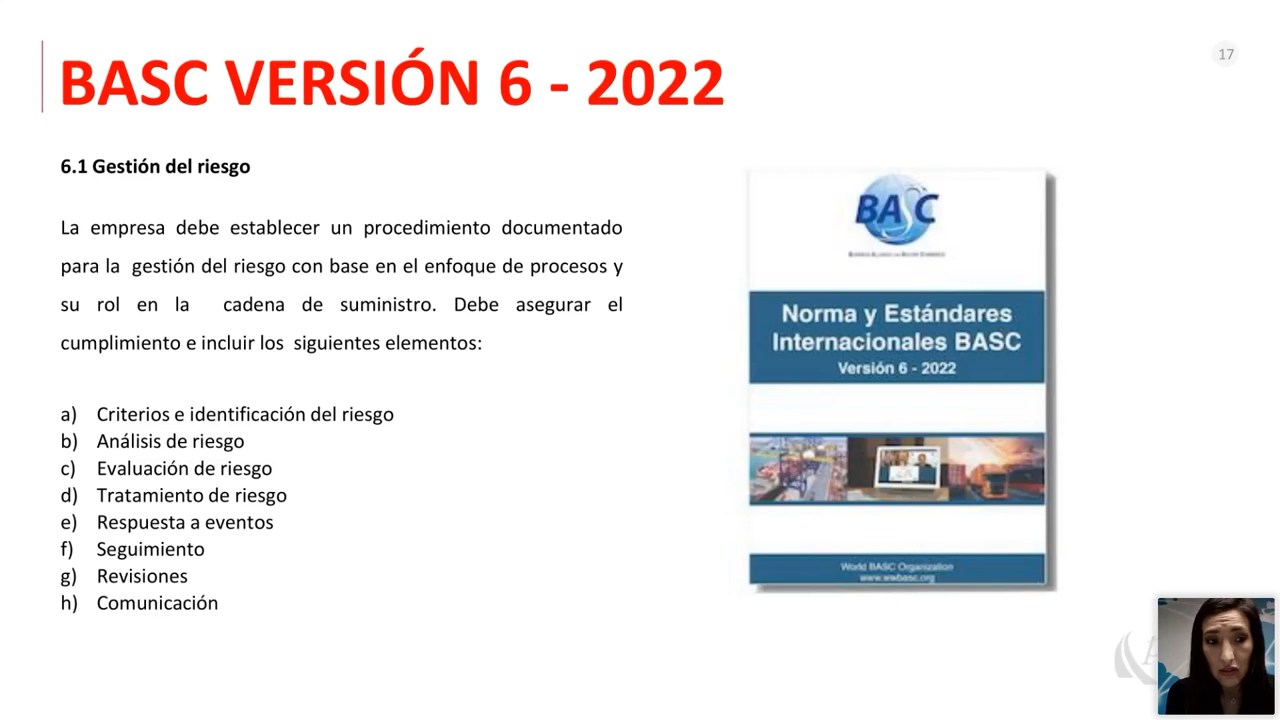 BASC VERSIÓN 6 - 2022
17
6.1 Gestión del riesgo
La empresa debe establecer un procedimiento documentado
para la gestión del riesgo con base en el enfoque de procesos y
su rol en la cadena de suministro. Debe asegurar el
cumplimiento e incluir los siguientes elementos:
a) Criterios e identificación del riesgo
b) Análisis de riesgo
c) Evaluación de riesgo
d) Tratamiento de riesgo
e) Respuesta a eventos
f) Seguimiento
g) Revisiones
h) Comunicación
BASC
Norma y Estándares
Internacionales BASC
Versión 6 - 2022
World BASC Organization
www.wbasc.org